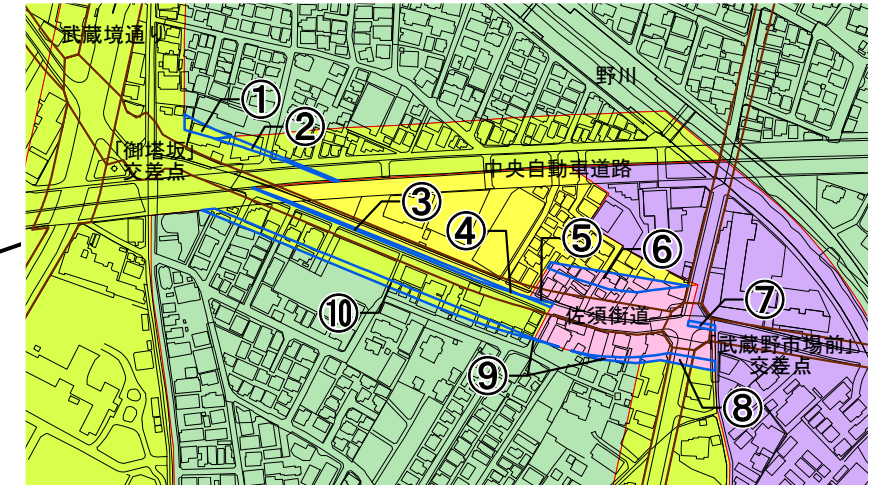 武蔵境通り
野川
①
②
「御塔坂」
交差点
中央自動車道路
③
④
⑤
⑥
⑦
⑩
佐須街道
武蔵野市場前」
交差点
⑨
⑧